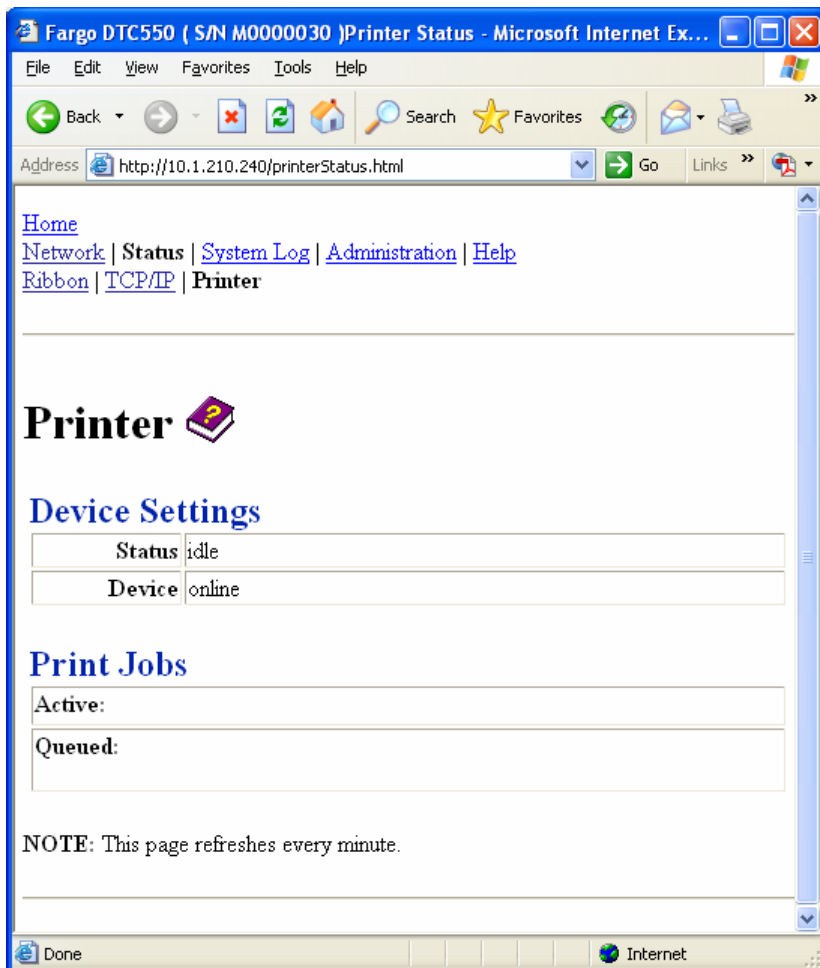 Fargo DTC550 ( S/N M0000030 )Printer Status - Microsoft Internet Ex...
File Edit View Favorites Tools Help
Back Search Favorites »
Address http://10.1.210.240/printerStatus.html Go Links »
Home
Network | Status | System Log | Administration | Help
Ribbon | TCP/IP | Printer
Printer ?
Device Settings
Status idle
Device online
Print Jobs
Active:
Queued:
NOTE: This page refreshes every minute.
Done Internet